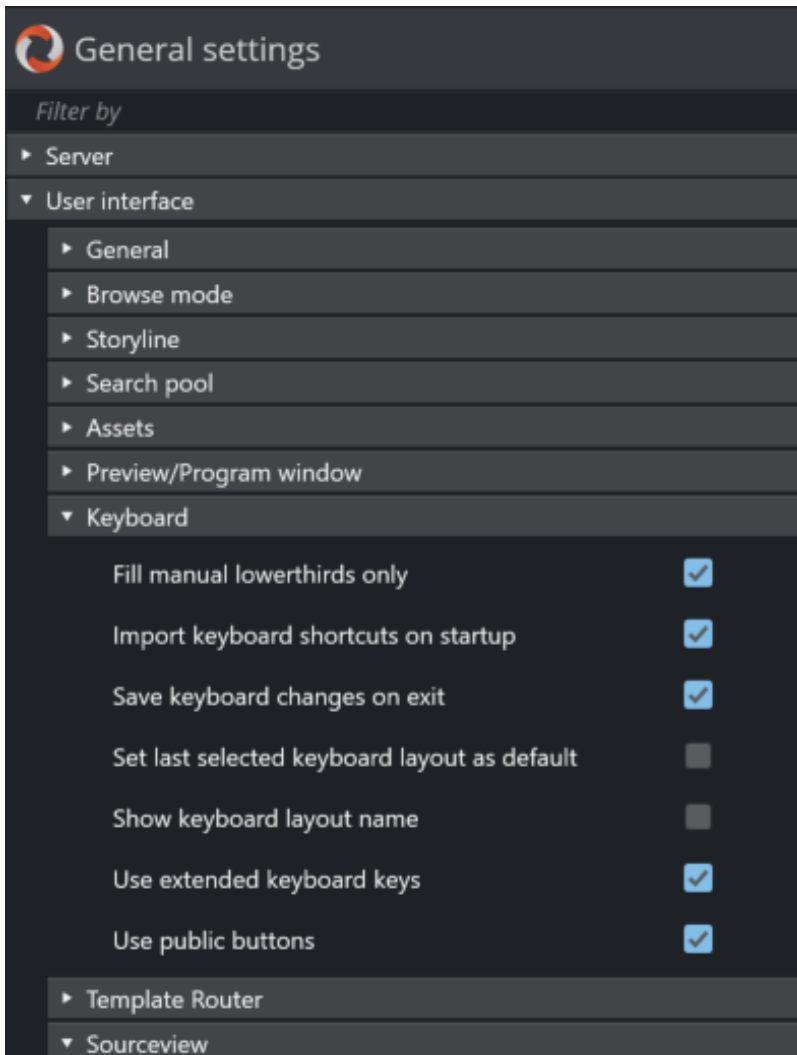 General settings
Filter by
Server
User interface
General
Browse mode
Storyline
Search pool
Assets
Preview/Program window
Keyboard
Fill manual lowerthirds only
Import keyboard shortcuts on startup
Save keyboard changes on exit
Set last selected keyboard layout as default
Show keyboard layout name
Use extended keyboard keys
Use public buttons
Template Router
Sourceview